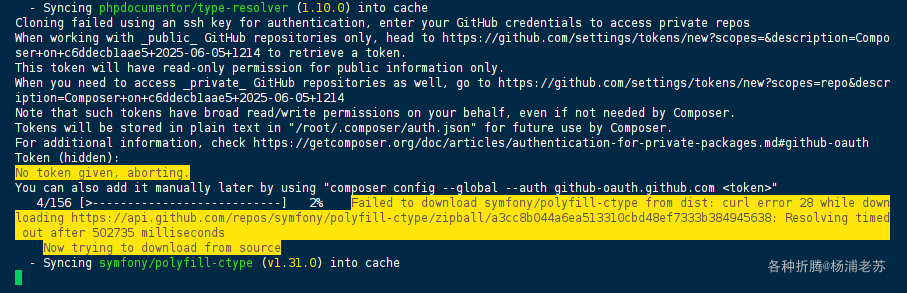 - Syncing phpdocumentor/type-resolver (1.10.0) into cache
Cloning failed using an ssh key for authentication, enter your GitHub credentials to access private repos
When working with _public_ GitHub repositories only, head to https://github.com/settings/tokens/new?scopes=&description=Compo
ser+on+c6ddecb1aae5+2025-06-05+1214 to retrieve a token.
This token will have read-only permission for public information only.
When you need to access _private_ GitHub repositories as well, go to https://github.com/settings/tokens/new?scopes=repo&descr
iption=Composer+on+c6ddecb1aae5+2025-06-05+1214
Note that such tokens have broad read/write permissions on your behalf, even if not needed by Composer.
Tokens will be stored in plain text in "/root/.composer/auth.json" for future use by Composer.
For additional information, check https://getcomposer.org/doc/articles/authentication-for-private-packages.md#github-oauth
Token (hidden):
No token given, aborting.
You can also add it manually later by using "composer config --global --auth github-oauth.github.com <token>"
4/156 [>---------------------------]   2%    Failed to download symfony/polyfill-ctype from dist: curl error 28 while down
loading https://api.github.com/repos/symfony/polyfill-ctype/zipball/a3cc8b044a6ea513310cbd48ef7333b384945638: Resolving timed
out after 502735 milliseconds
Now trying to download from source
- Syncing symfony/polyfill-ctype (v1.31.0) into cache
各种折腾@杨浦老苏